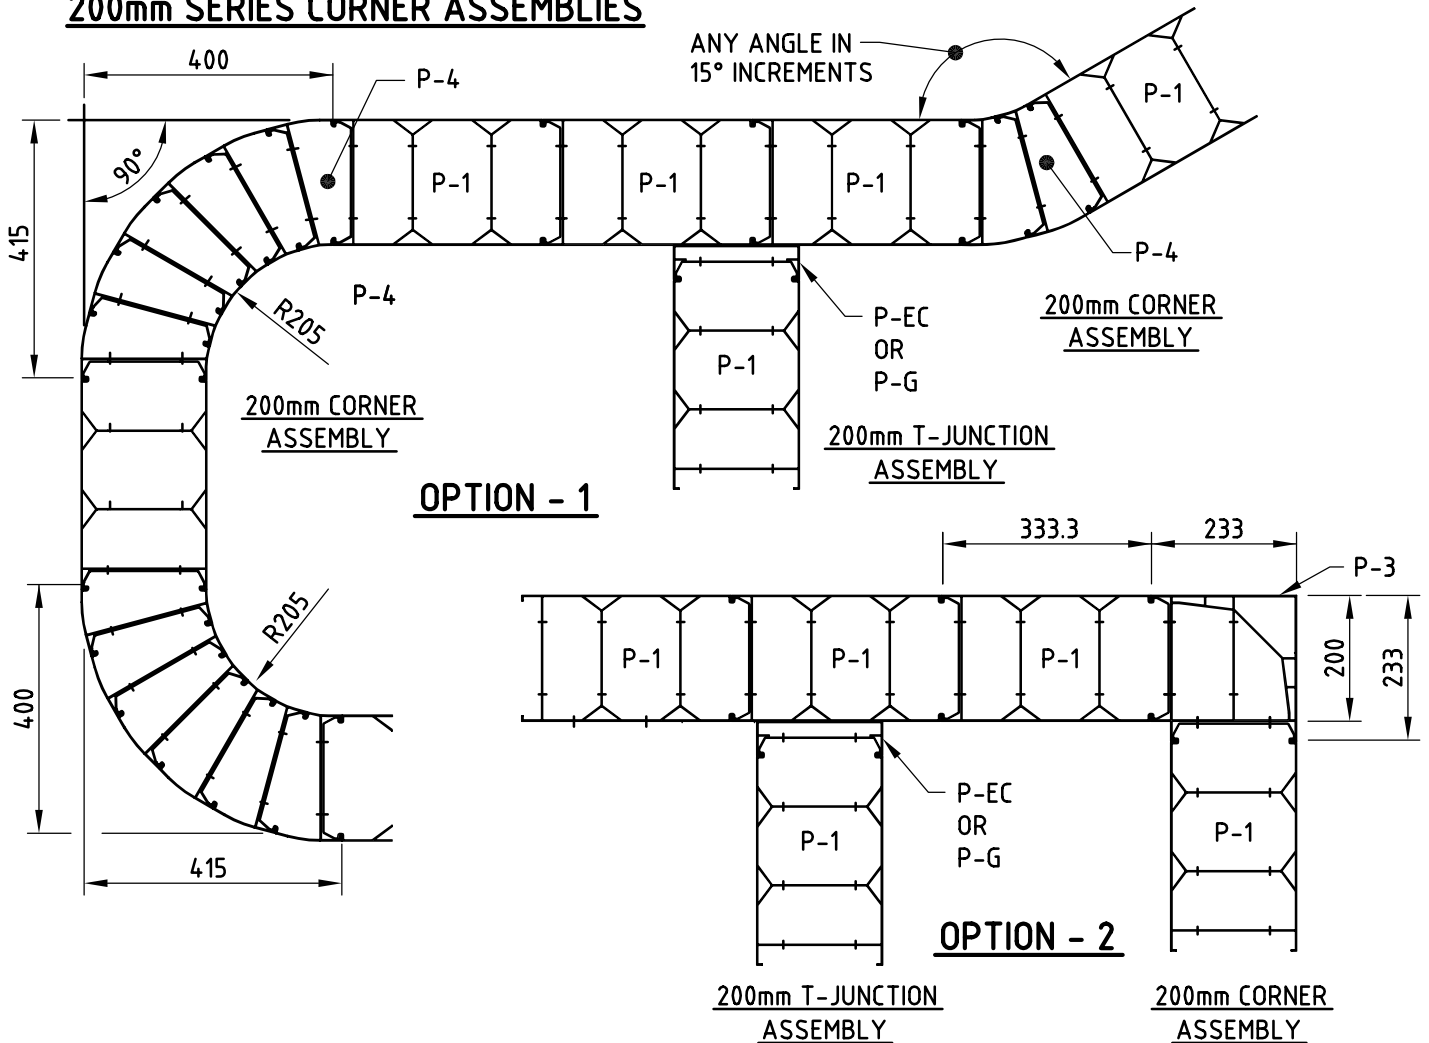 200mm SERIES CORNER ASSEMBLIES
400
P-4
ANY ANGLE IN
15° INCREMENTS
P-1
90°
415
P-1
P-1
P-1
P-4
P-4
R205
200mm CORNER
ASSEMBLY
P-EC
OR
P-G
P-1
200mm CORNER
ASSEMBLY
200mm T-JUNCTION
ASSEMBLY
OPTION - 1
333.3
233
P-3
R205
400
415
P-1
P-1
P-1
200
233
P-EC
OR
P-G
P-1
P-1
OPTION - 2
200mm T-JUNCTION
ASSEMBLY
200mm CORNER
ASSEMBLY